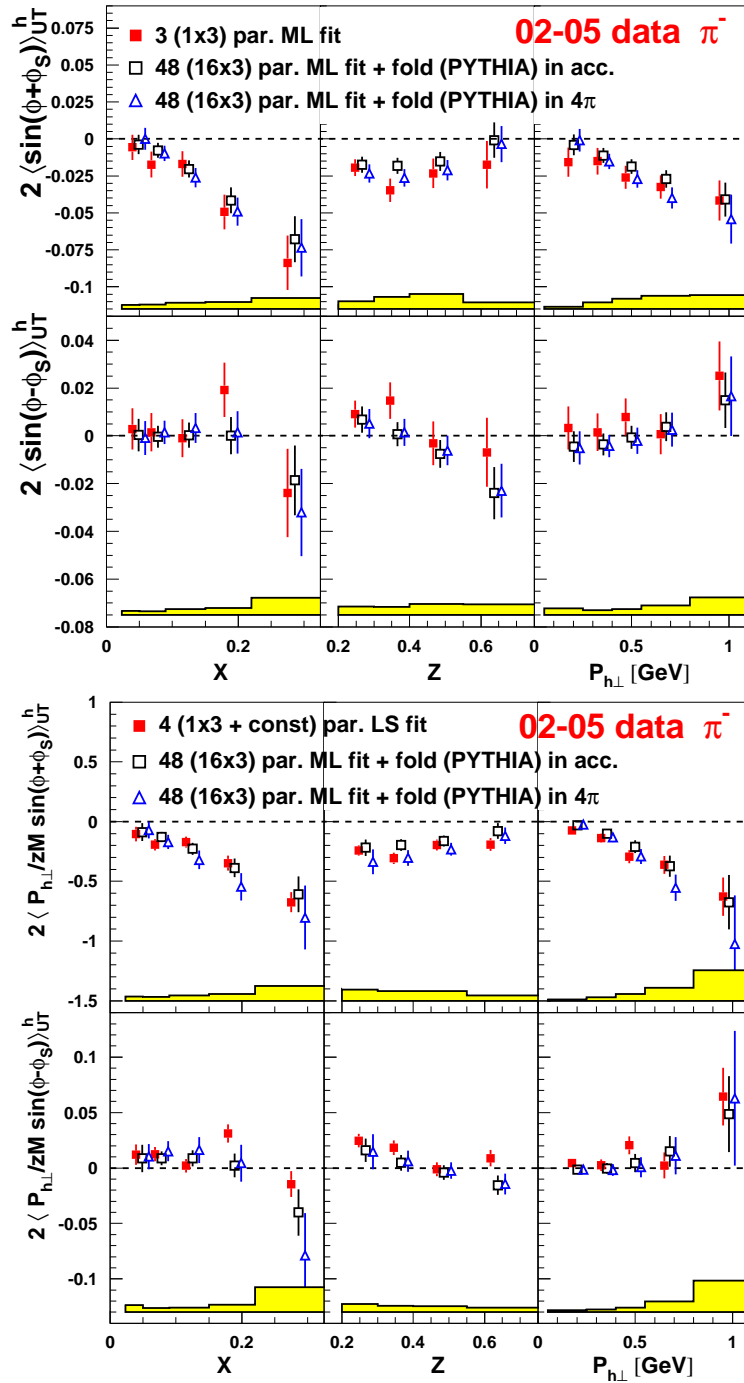 3 (1x3) par. ML fit
02-05 data π-
48 (16x3) par. ML fit + fold (PYTHIA) in acc.
48 (16x3) par. ML fit + fold (PYTHIA) in 4π
2 ⟨sin(φ+φS)⟩hUT
0.075
0.05
0.025
0
-0.025
-0.05
-0.075
-0.1
2 ⟨sin(φ-φS)⟩hUT
0.04
0.02
0
-0.02
-0.04
-0.06
-0.08
0 0.2
0.2 0.4 0.6
0 0.5 1
X
Z
Ph⊥ [GeV]
4 (1x3 + const) par. LS fit
02-05 data π-
48 (16x3) par. ML fit + fold (PYTHIA) in acc.
48 (16x3) par. ML fit + fold (PYTHIA) in 4π
2 ⟨ Ph⊥/zM sin(φ+φS)⟩hUT
1
0.5
0
-0.5
-1
-1.5
2 ⟨ Ph⊥/zM sin(φ-φS)⟩hUT
0.1
0.05
0
-0.05
-0.1
0 0.2
0.2 0.4 0.6
0 0.5 1
X
Z
Ph⊥ [GeV]